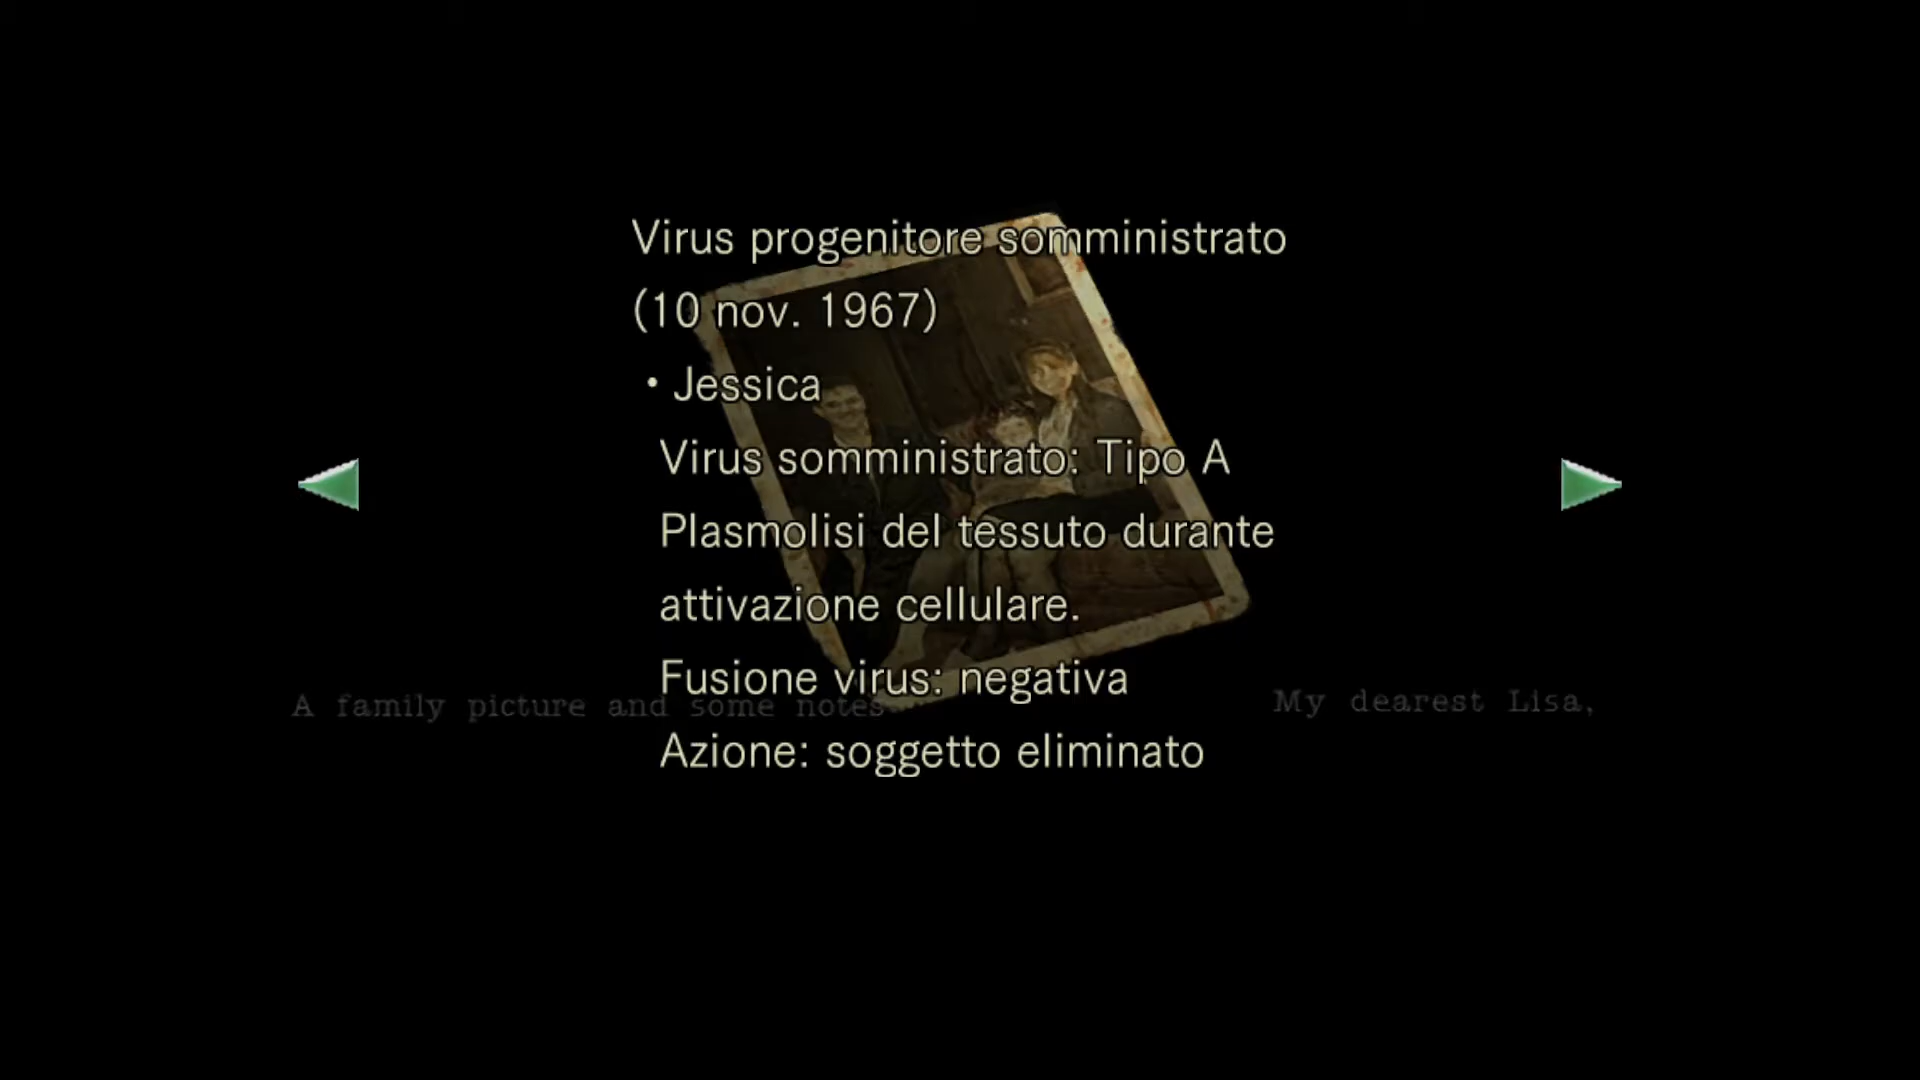 Virus progenitore somministrato
(10 nov. 1967)
• Jessica
Virus somministrato: Tipo A
Plasmolisi del tessuto durante
attivazione cellulare.
Fusione virus: negativa
A family picture and some notes
My dearest Lisa,
Azione: soggetto eliminato